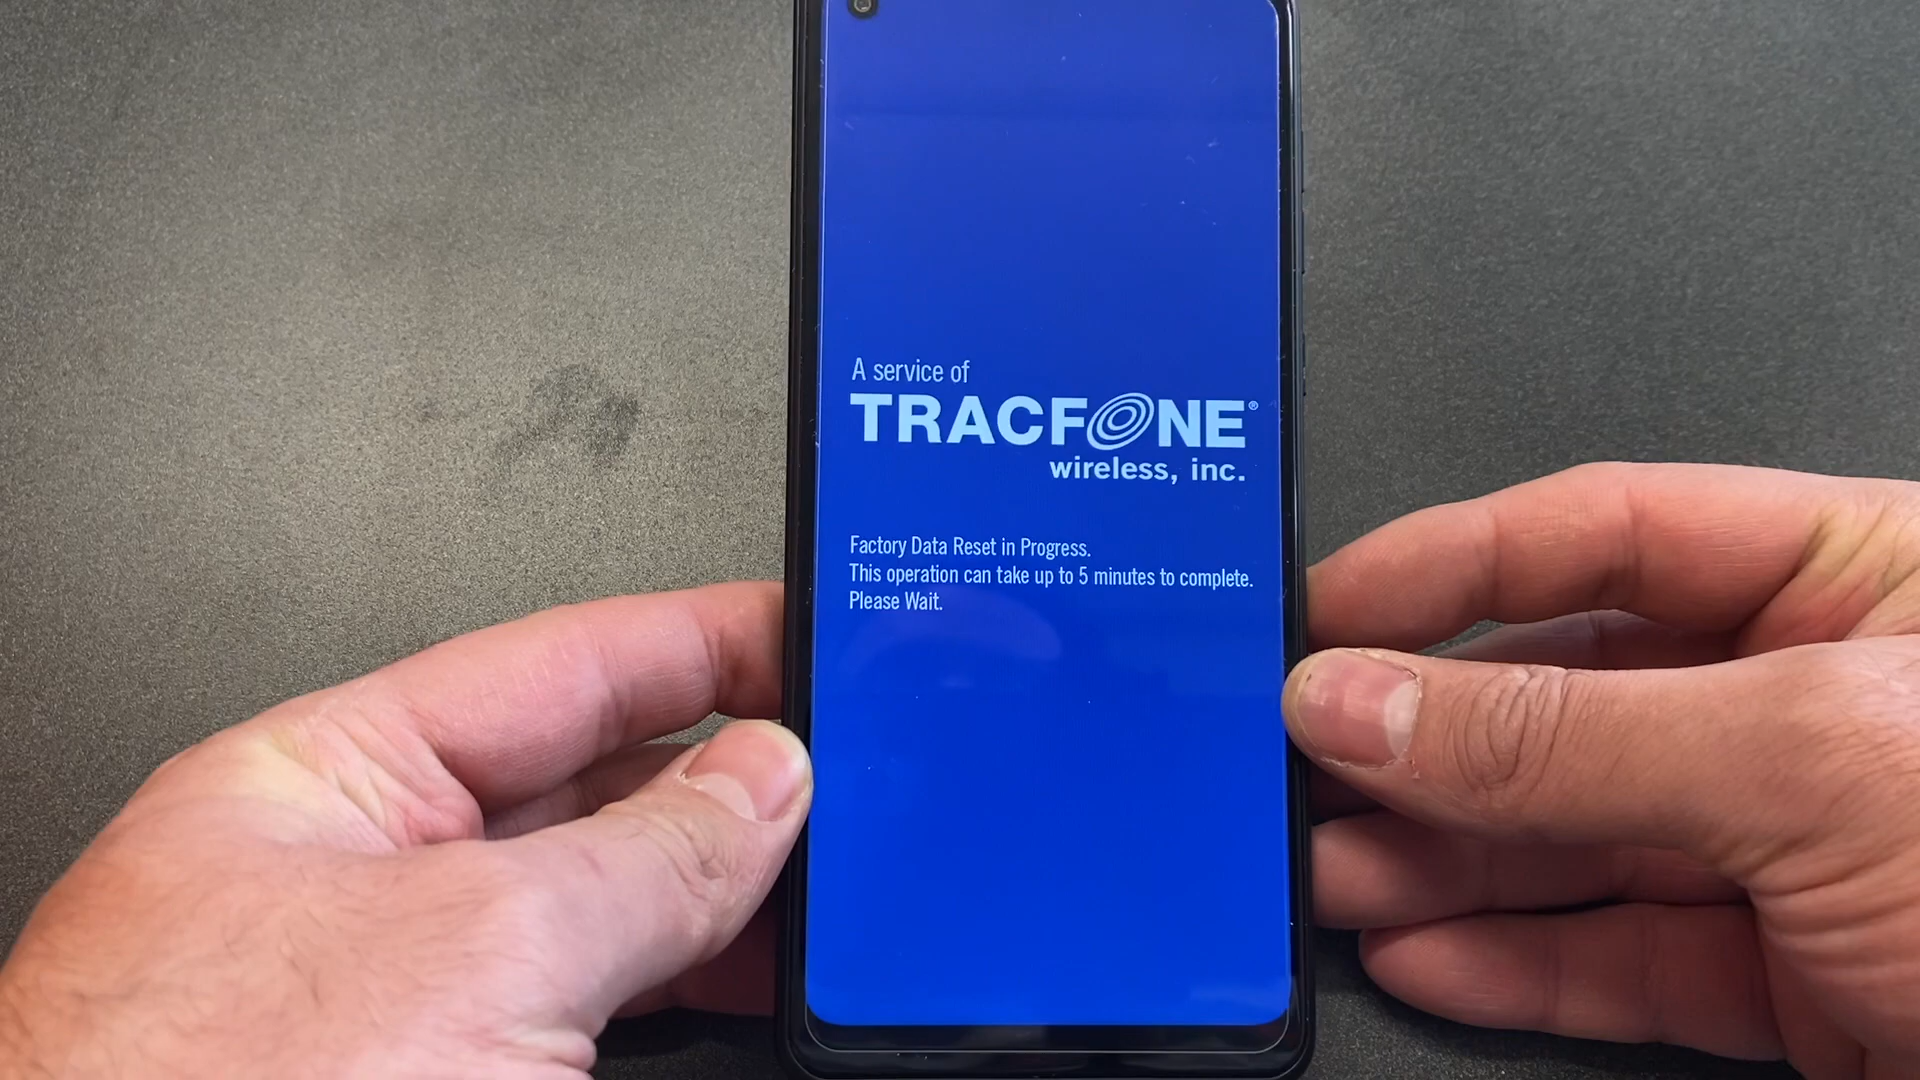 A service of
TRACFONE®
wireless, inc.
Factory Data Reset in Progress.
This operation can take up to 5 minutes to complete.
Please Wait.